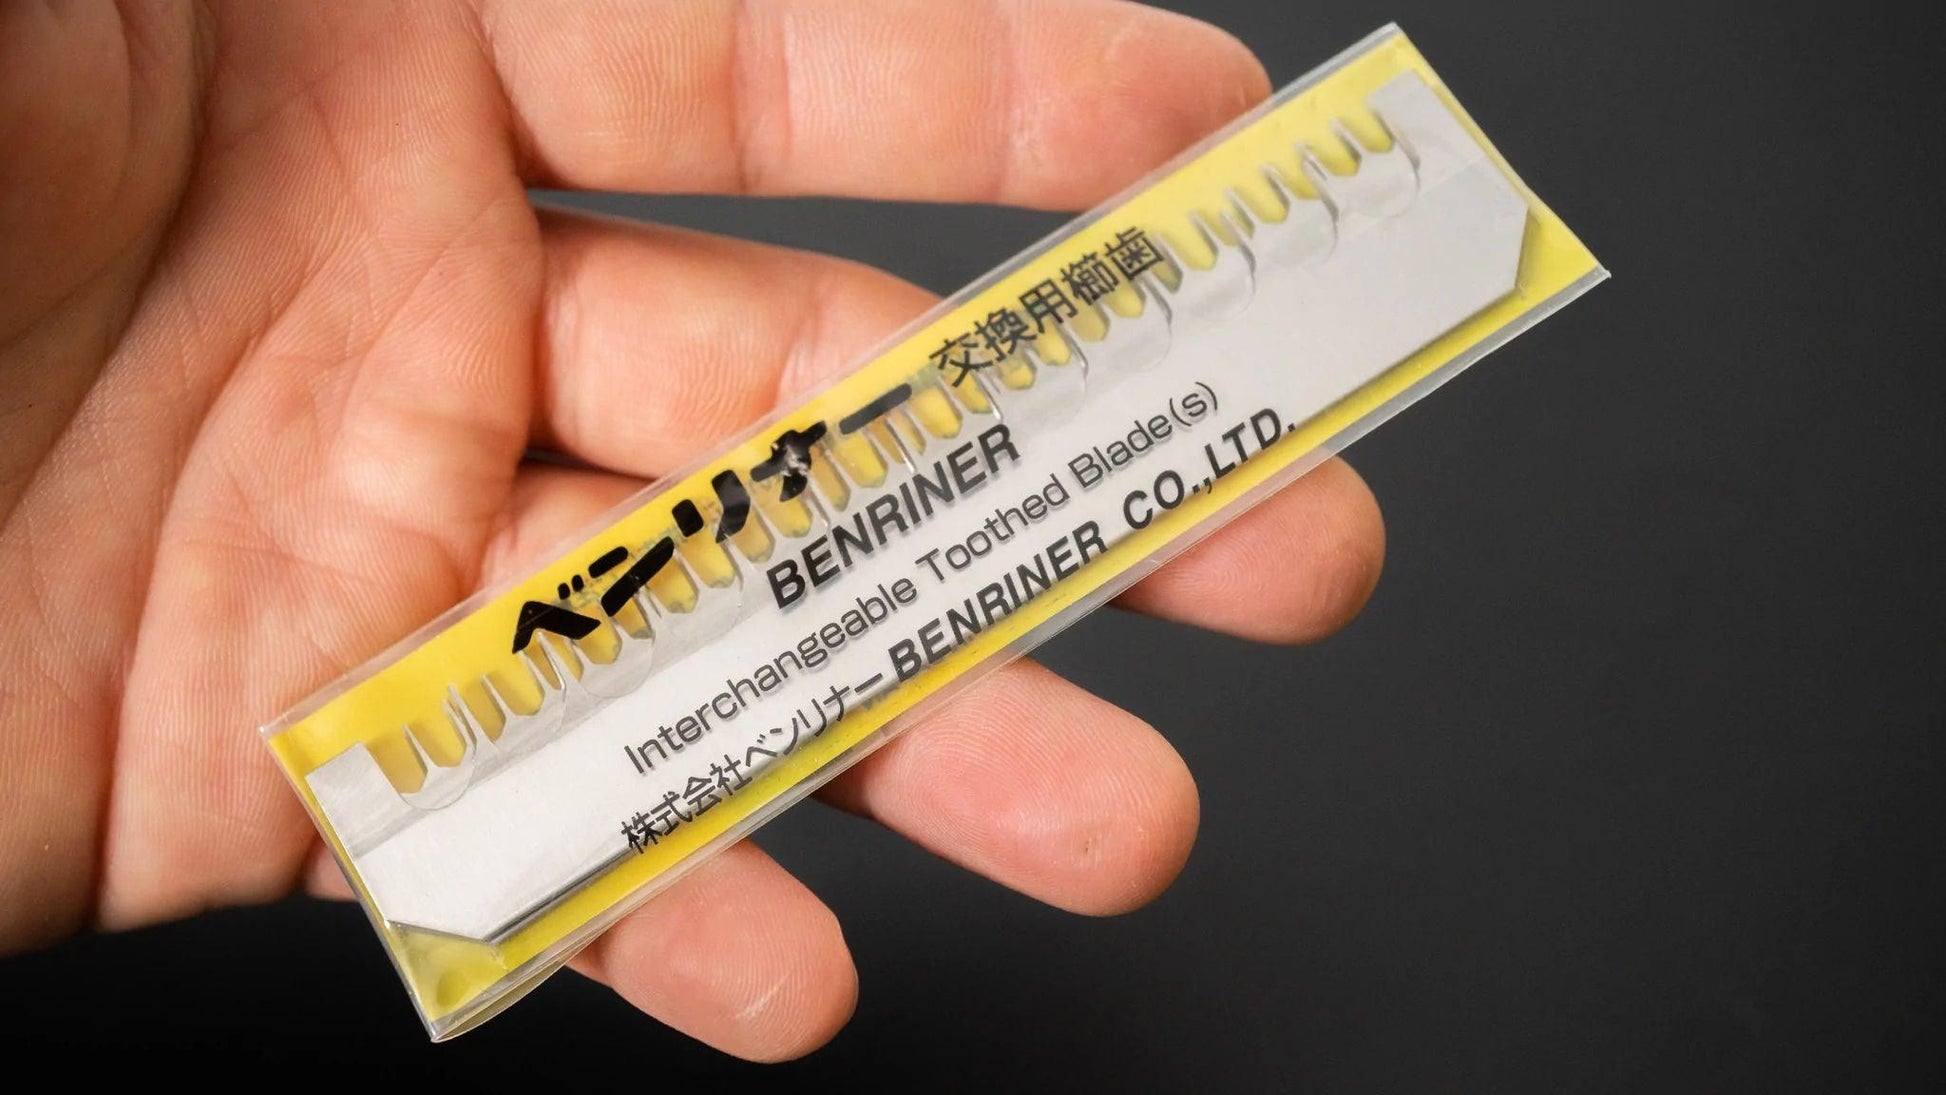 ベンリナー 交換用櫛歯
BENRINER
Interchangeable Toothed Blade(s)
株式会社ベンリナー BENRINER CO.,LTD.